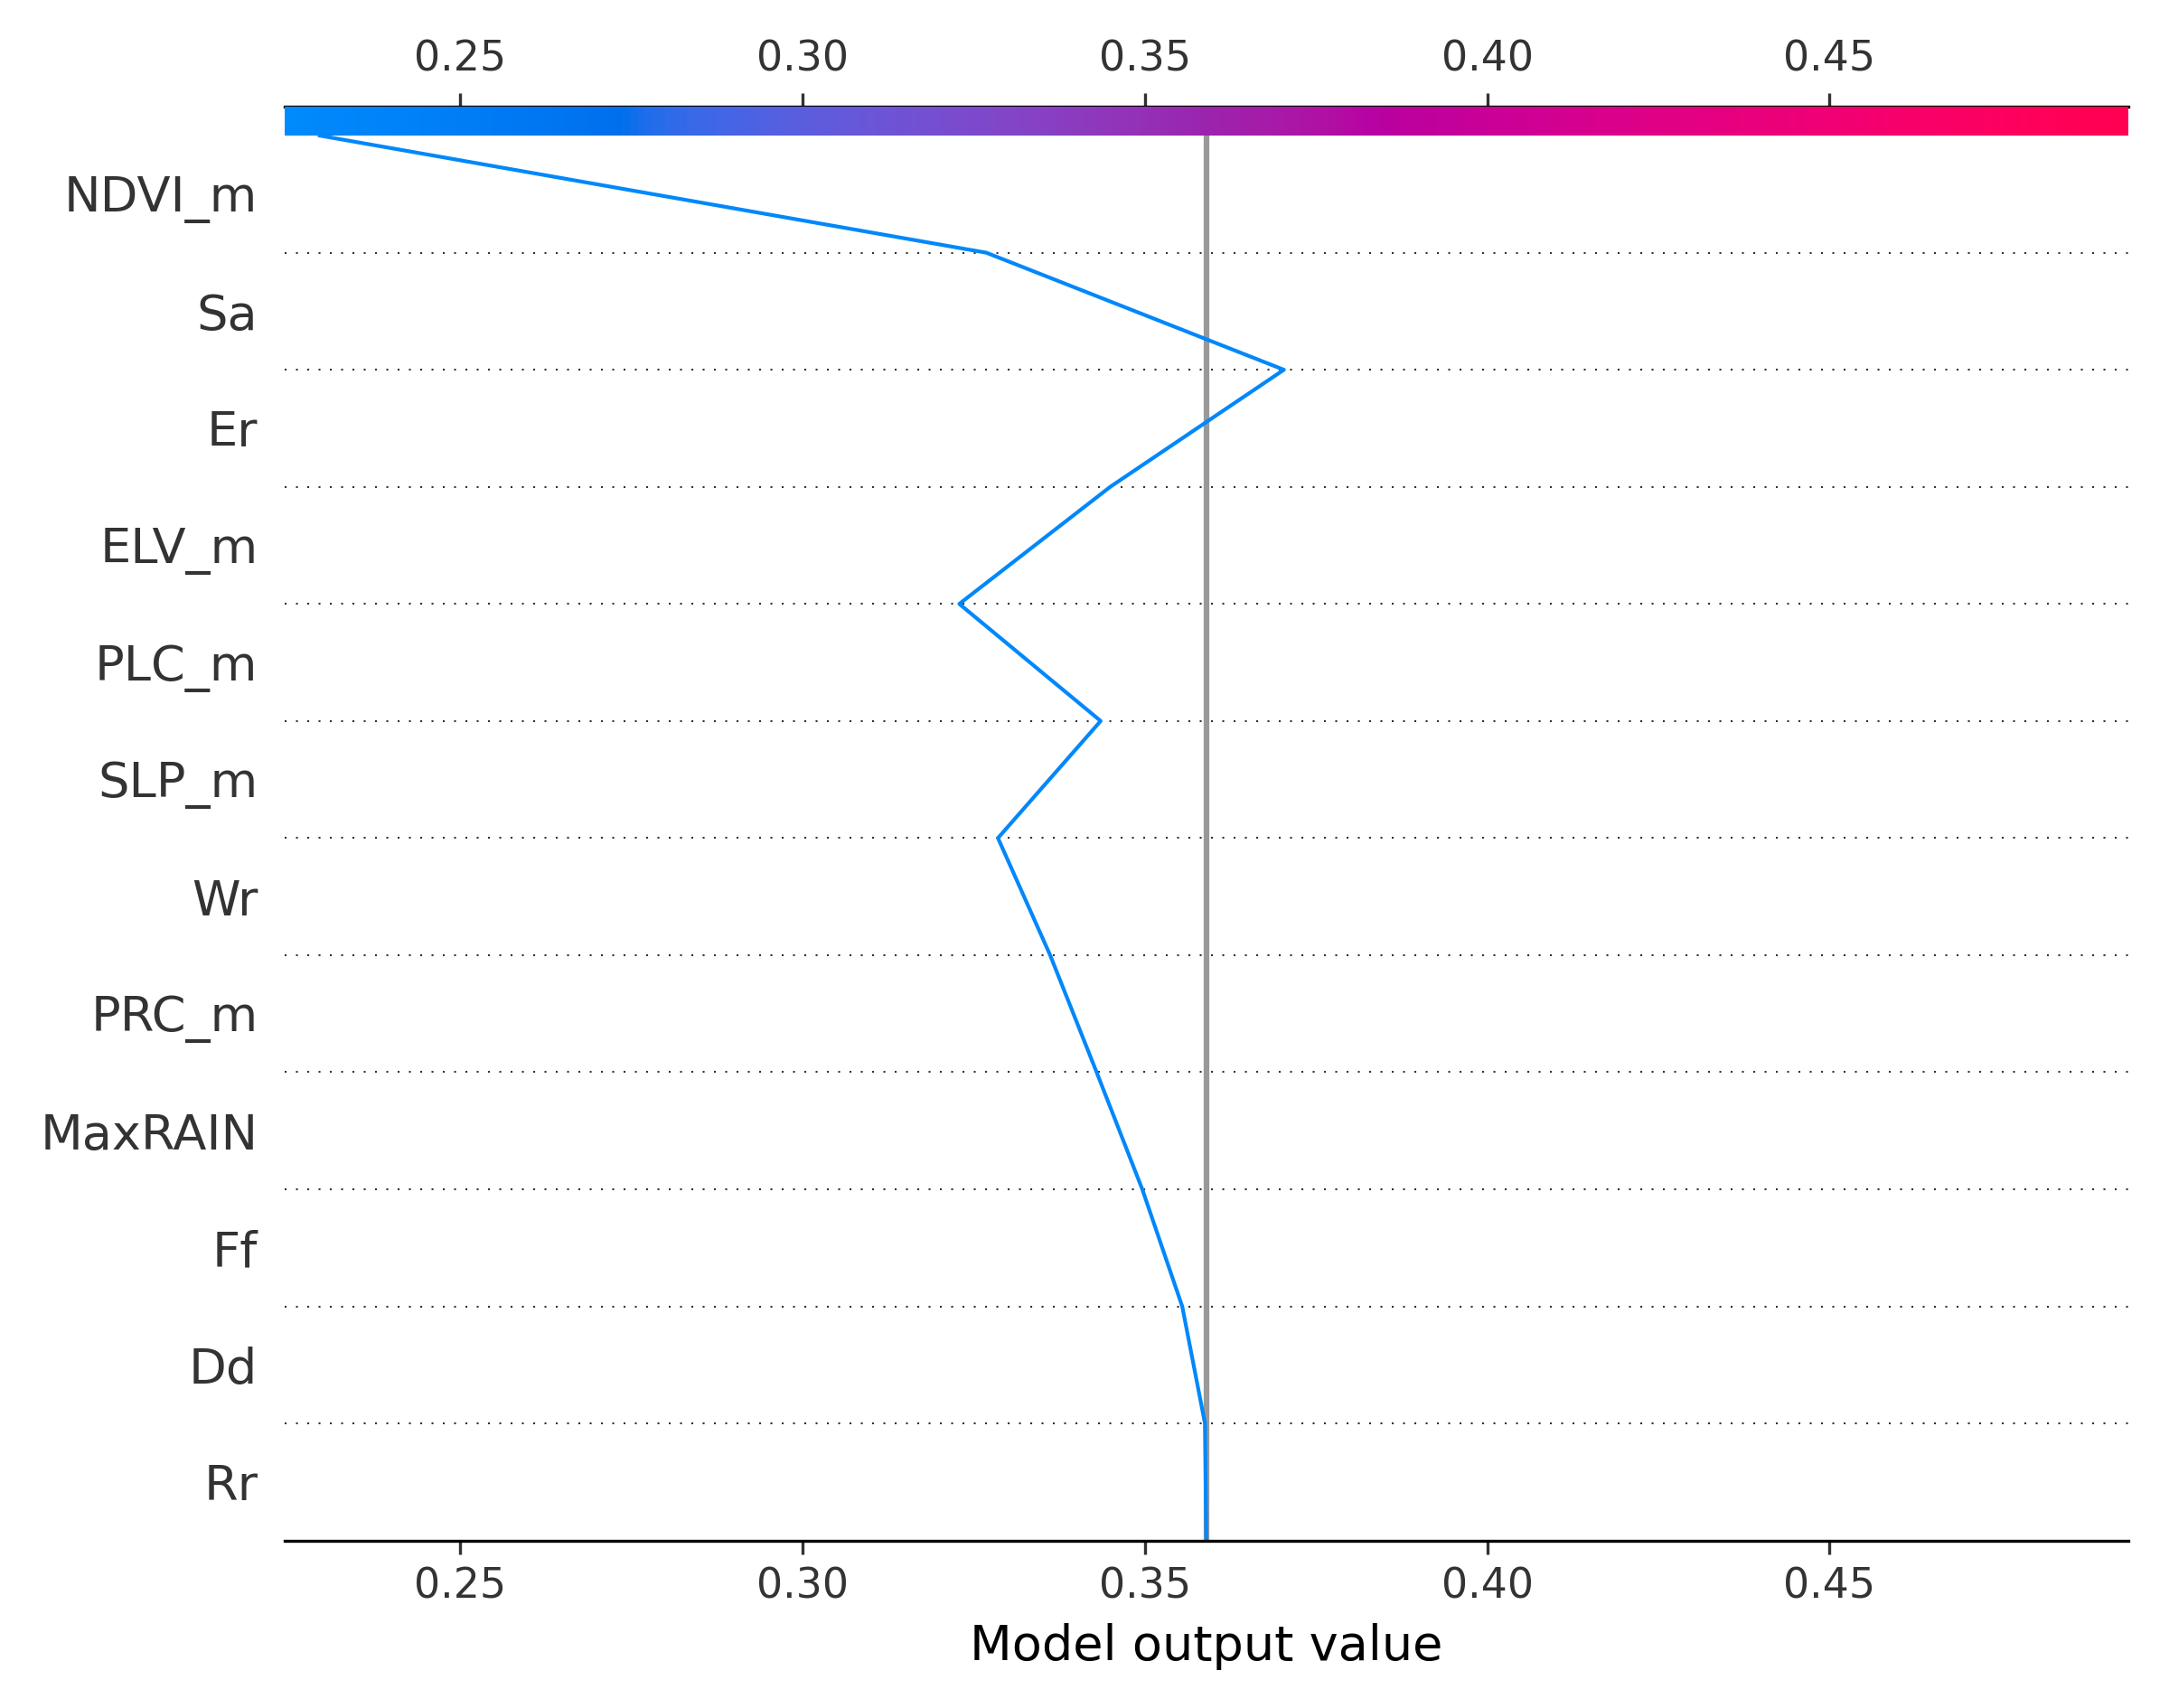 0.25 0.30 0.35 0.40 0.45
NDVI_m
Sa
Er
ELV_m
PLC_m
SLP_m
Wr
PRC_m
MaxRAIN
Ff
Dd
Rr
0.25 0.30 0.35 0.40 0.45
Model output value